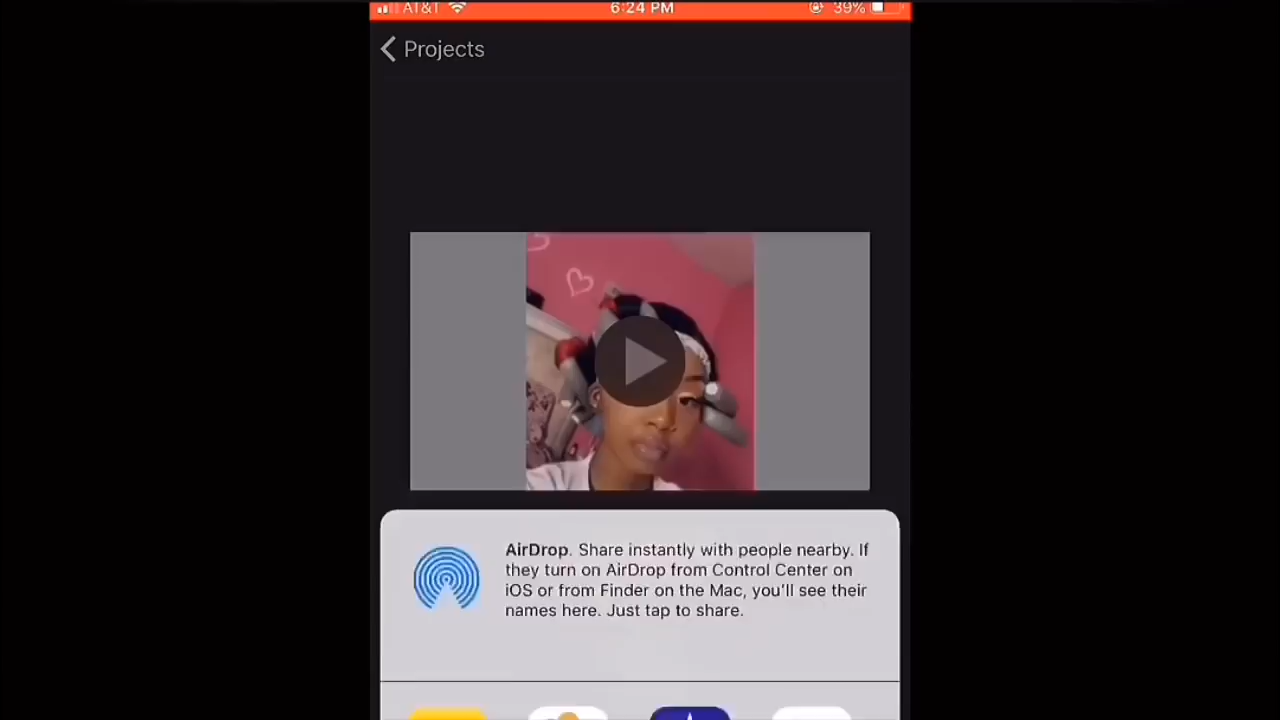 AT&T 6:24 PM 39%
Projects
AirDrop. Share instantly with people nearby. If
they turn on AirDrop from Control Center on
iOS or from Finder on the Mac, you'll see their
names here. Just tap to share.